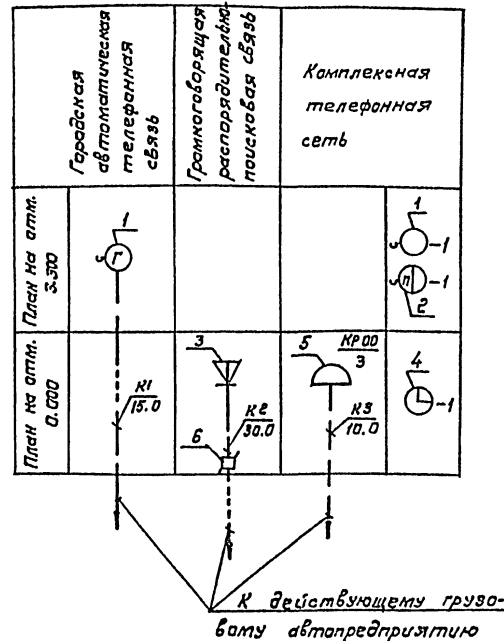 Городская
автоматическая
телефонная
связь
Громкоговорящая
распорядительно-
поисковая связь
Комплексная
телефонная
сеть
План на отм.
3.300
1
Г
1
-1
П
-1
2
План на отм.
0.000
К1
15.0
3
К2
30.0
6
5
КР00
3
К3
10.0
4
-1
К действующему грузо-
вому автопредприятию